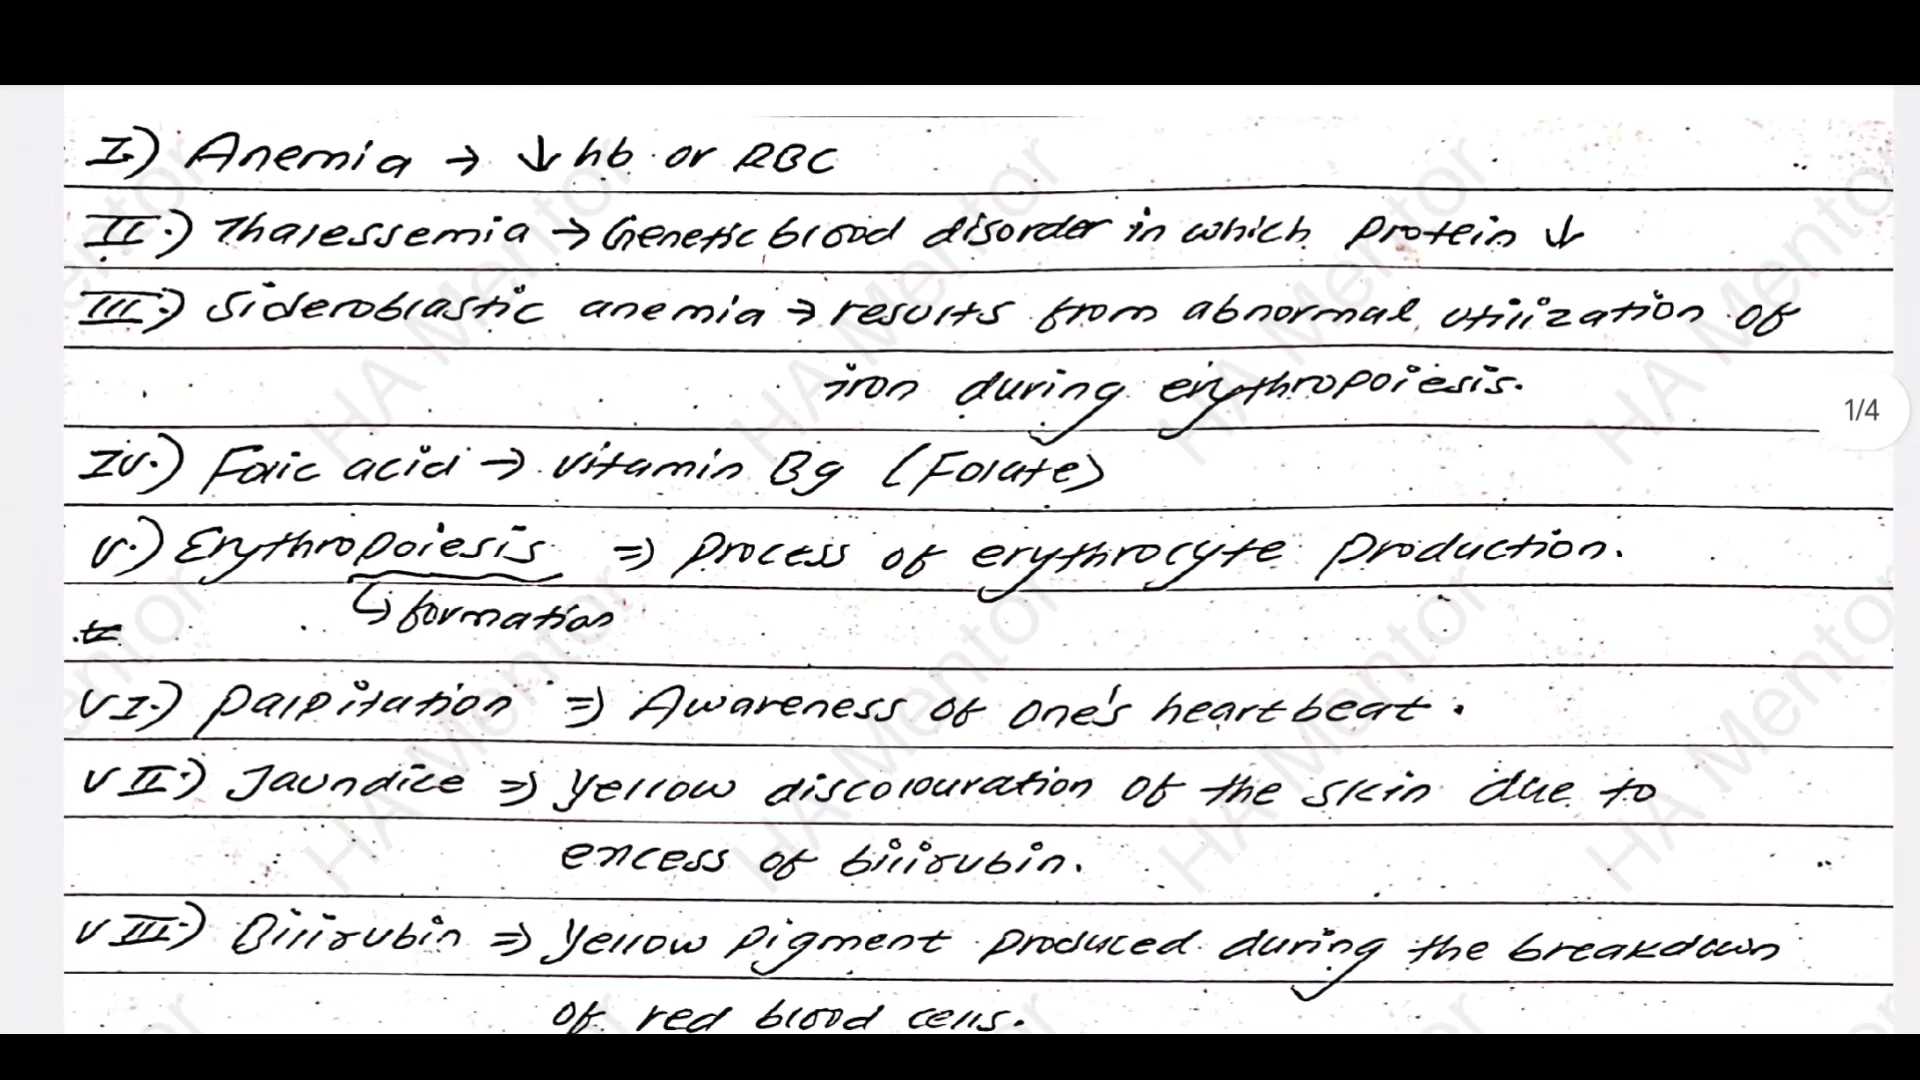 I.) Anemia → ↓ hb or RBC
II.) Thalessemia → Genetic blood disorder in which protein ↓
III.) Sideroblastic anemia → results from abnormal utilization of
iron during erythropoiesis.
IV.) Folic acid → vitamin B9 (Folate)
V.) Erythropoiesis ⇒ process of erythrocyte production.
↳ formation
VI.) palpitation ⇒ Awareness of one's heartbeat.
VII.) Jaundice ⇒ yellow discolouration of the skin due to
excess of bilirubin.
VIII.) Bilirubin ⇒ yellow pigment produced during the breakdown
of red blood cells.
1/4
HA Mentor